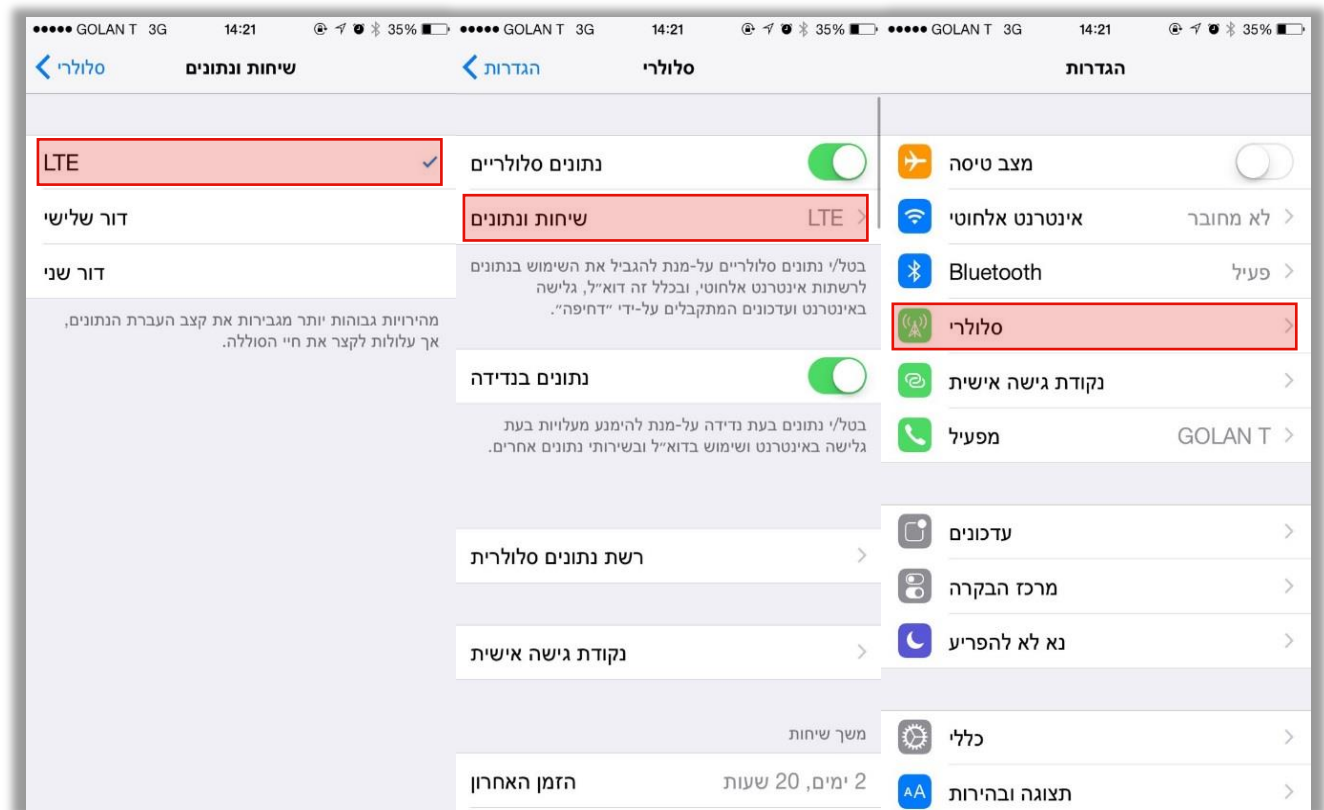 GOLAN T 3G 14:21 35%
הגדרות
מצב טיסה
אינטרנט אלחוטי לא מחובר
Bluetooth פעיל
סלולרי
נקודת גישה אישית
מפעיל GOLAN T
עדכונים
מרכז הבקרה
נא לא להפריע
כללי
AA תצוגה ובהירות
GOLAN T 3G 14:21 35%
הגדרות סלולרי
נתונים סלולריים
שיחות ונתונים LTE
בטל/י נתונים סלולריים על-מנת להגביל את השימוש בנתונים
לרשתות אינטרנט אלחוטי, ובכלל זה דוא״ל, גלישה
באינטרנט ועדכונים המתקבלים על-ידי ״דחיפה״.
נתונים בנדידה
בטל/י נתונים בעת נדידה על-מנת להימנע מעלויות בעת
גלישה באינטרנט ושימוש בדוא״ל ובשירותי נתונים אחרים.
רשת נתונים סלולרית
נקודת גישה אישית
משך שיחות
הזמן האחרון 2 ימים, 20 שעות
GOLAN T 3G 14:21 35%
סלולרי שיחות ונתונים
LTE
דור שלישי
דור שני
מהירויות גבוהות יותר מגבירות את קצב העברת הנתונים,
אך עלולות לקצר את חיי הסוללה.